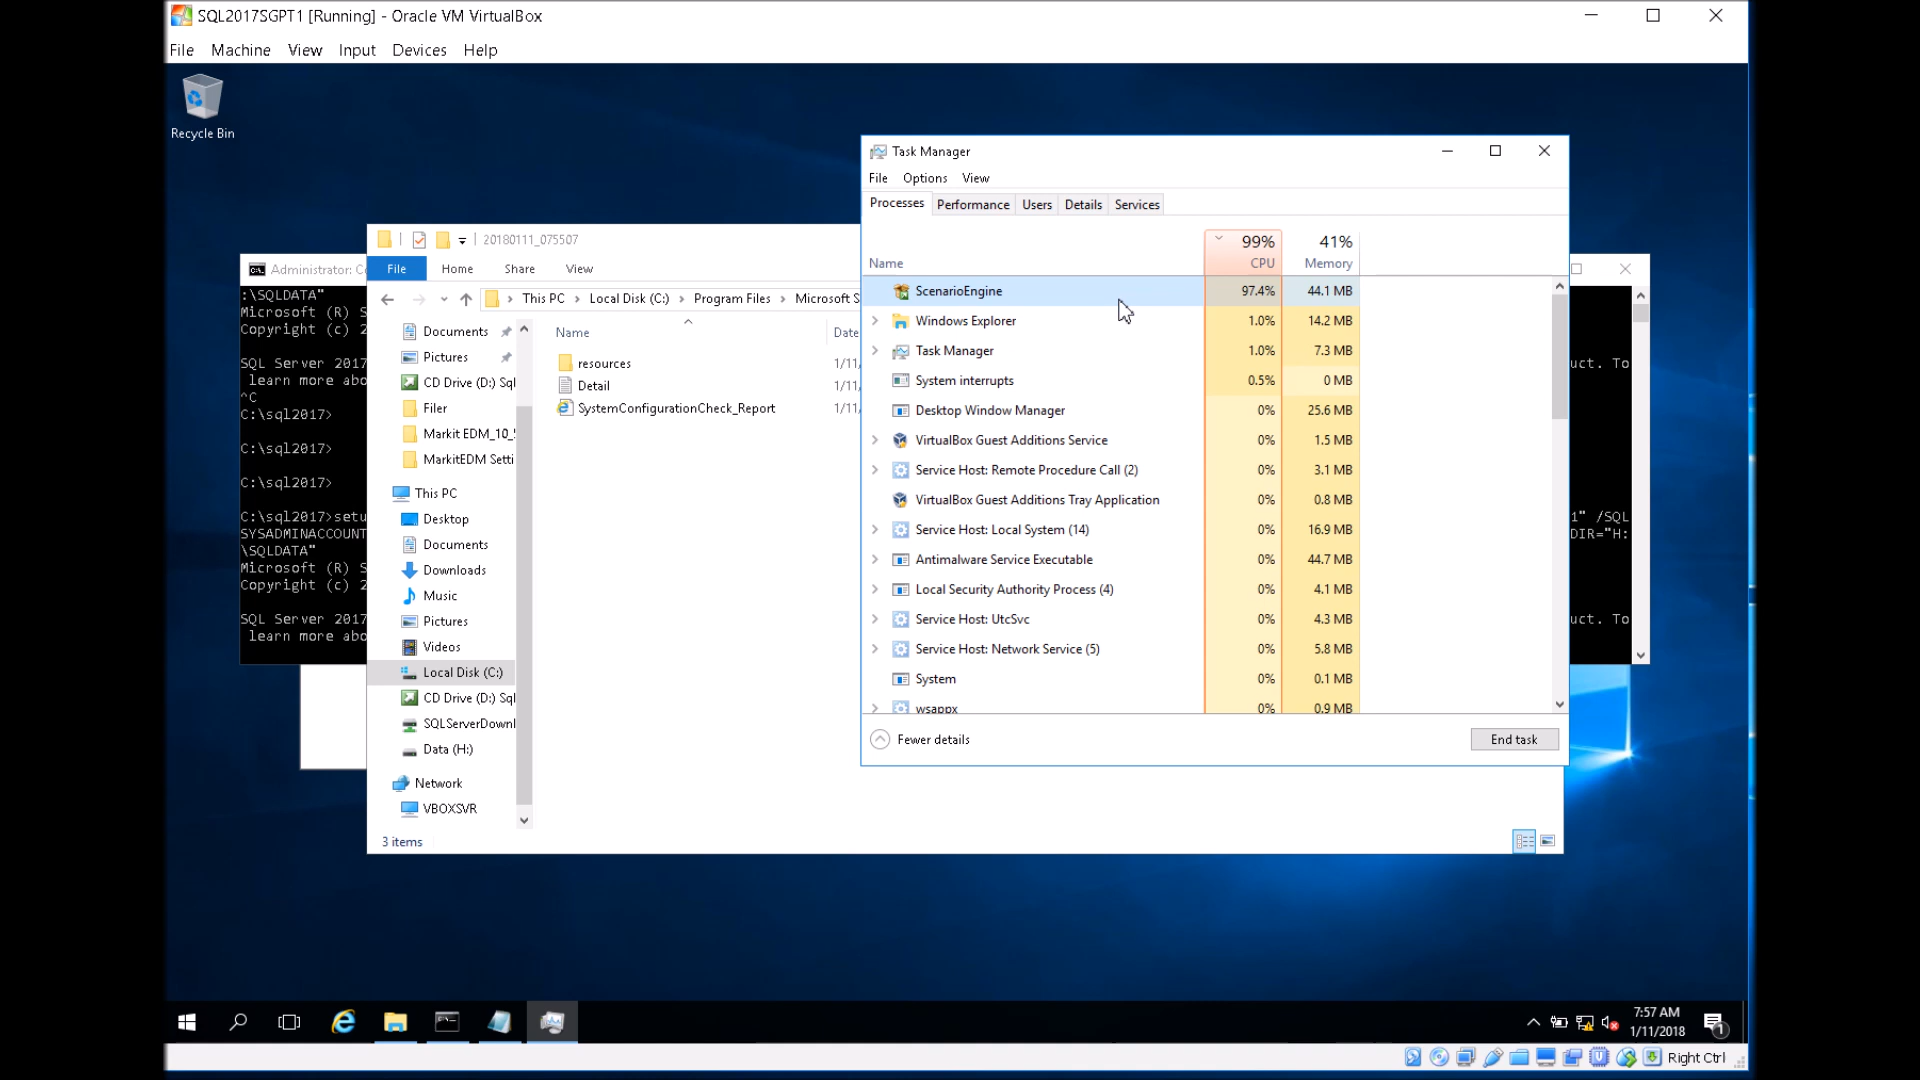 SQL2017SGPT1 [Running] - Oracle VM VirtualBox
File Machine View Input Devices Help
Recycle Bin
Administrator: Co
:\SQLDATA"
Microsoft (R) S
Copyright (c) 2
SQL Server 2017
learn more abo
^C
C:\sql2017>
C:\sql2017>
C:\sql2017>
C:\sql2017>setu
SYSADMINACCOUNT
\SQLDATA"
Microsoft (R) S
Copyright (c) 2
SQL Server 2017
learn more abo
uct. To
1" /SQL
DIR="H:
uct. To
20180111_075507
File Home Share View
This PC Local Disk (C:) Program Files Microsoft S
Documents
Pictures
CD Drive (D:) Sql
Filer
Markit EDM_10_
MarkitEDM Setti
This PC
Desktop
Documents
Downloads
Music
Pictures
Videos
Local Disk (C:)
CD Drive (D:) Sql
SQLServerDownl
Data (H:)
Network
VBOXSVR
Name Date
resources 1/11/
Detail 1/11/
SystemConfigurationCheck_Report 1/11/
3 items
Task Manager
File Options View
Processes Performance Users Details Services
99% 41%
Name CPU Memory
ScenarioEngine 97.4% 44.1 MB
Windows Explorer 1.0% 14.2 MB
Task Manager 1.0% 7.3 MB
System interrupts 0.5% 0 MB
Desktop Window Manager 0% 25.6 MB
VirtualBox Guest Additions Service 0% 1.5 MB
Service Host: Remote Procedure Call (2) 0% 3.1 MB
VirtualBox Guest Additions Tray Application 0% 0.8 MB
Service Host: Local System (14) 0% 16.9 MB
Antimalware Service Executable 0% 44.7 MB
Local Security Authority Process (4) 0% 4.1 MB
Service Host: UtcSvc 0% 4.3 MB
Service Host: Network Service (5) 0% 5.8 MB
System 0% 0.1 MB
wsappx 0% 0.9 MB
Fewer details End task
7:57 AM
1/11/2018
1
Right Ctrl